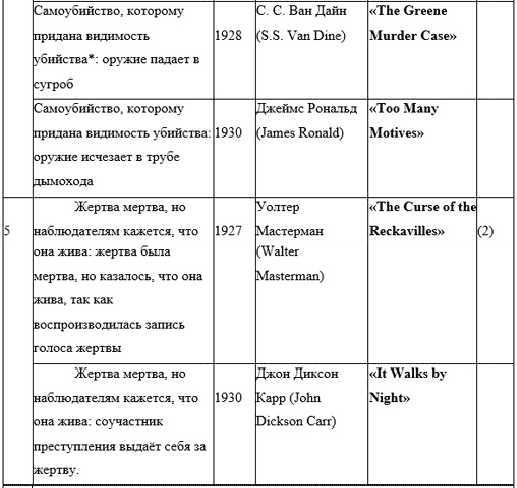 Самоубийство, которому
придана видимость
убийства*: оружие падает в
сугроб
1928
С. С. Ван Дайн
(S.S. Van Dine)
«The Greene
Murder Case»
Самоубийство, которому
придана видимость убийства:
оружие исчезает в трубе
дымохода
1930
Джеймс Рональд
(James Ronald)
«Too Many
Motives»
5
Жертва мертва, но
наблюдателям кажется, что
она жива: жертва была
мертва, но казалось, что она
жива, так как
воспроизводилась запись
голоса жертвы
1927
Уолтер
Мастерман
(Walter
Masterman)
«The Curse of the
Reckavilles»
(2)
Жертва мертва, но
наблюдателям кажется, что
она жива: соучастник
преступления выдаёт себя за
жертву.
1930
Джон Диксон
Карр (John
Dickson Carr)
«It Walks by
Night»